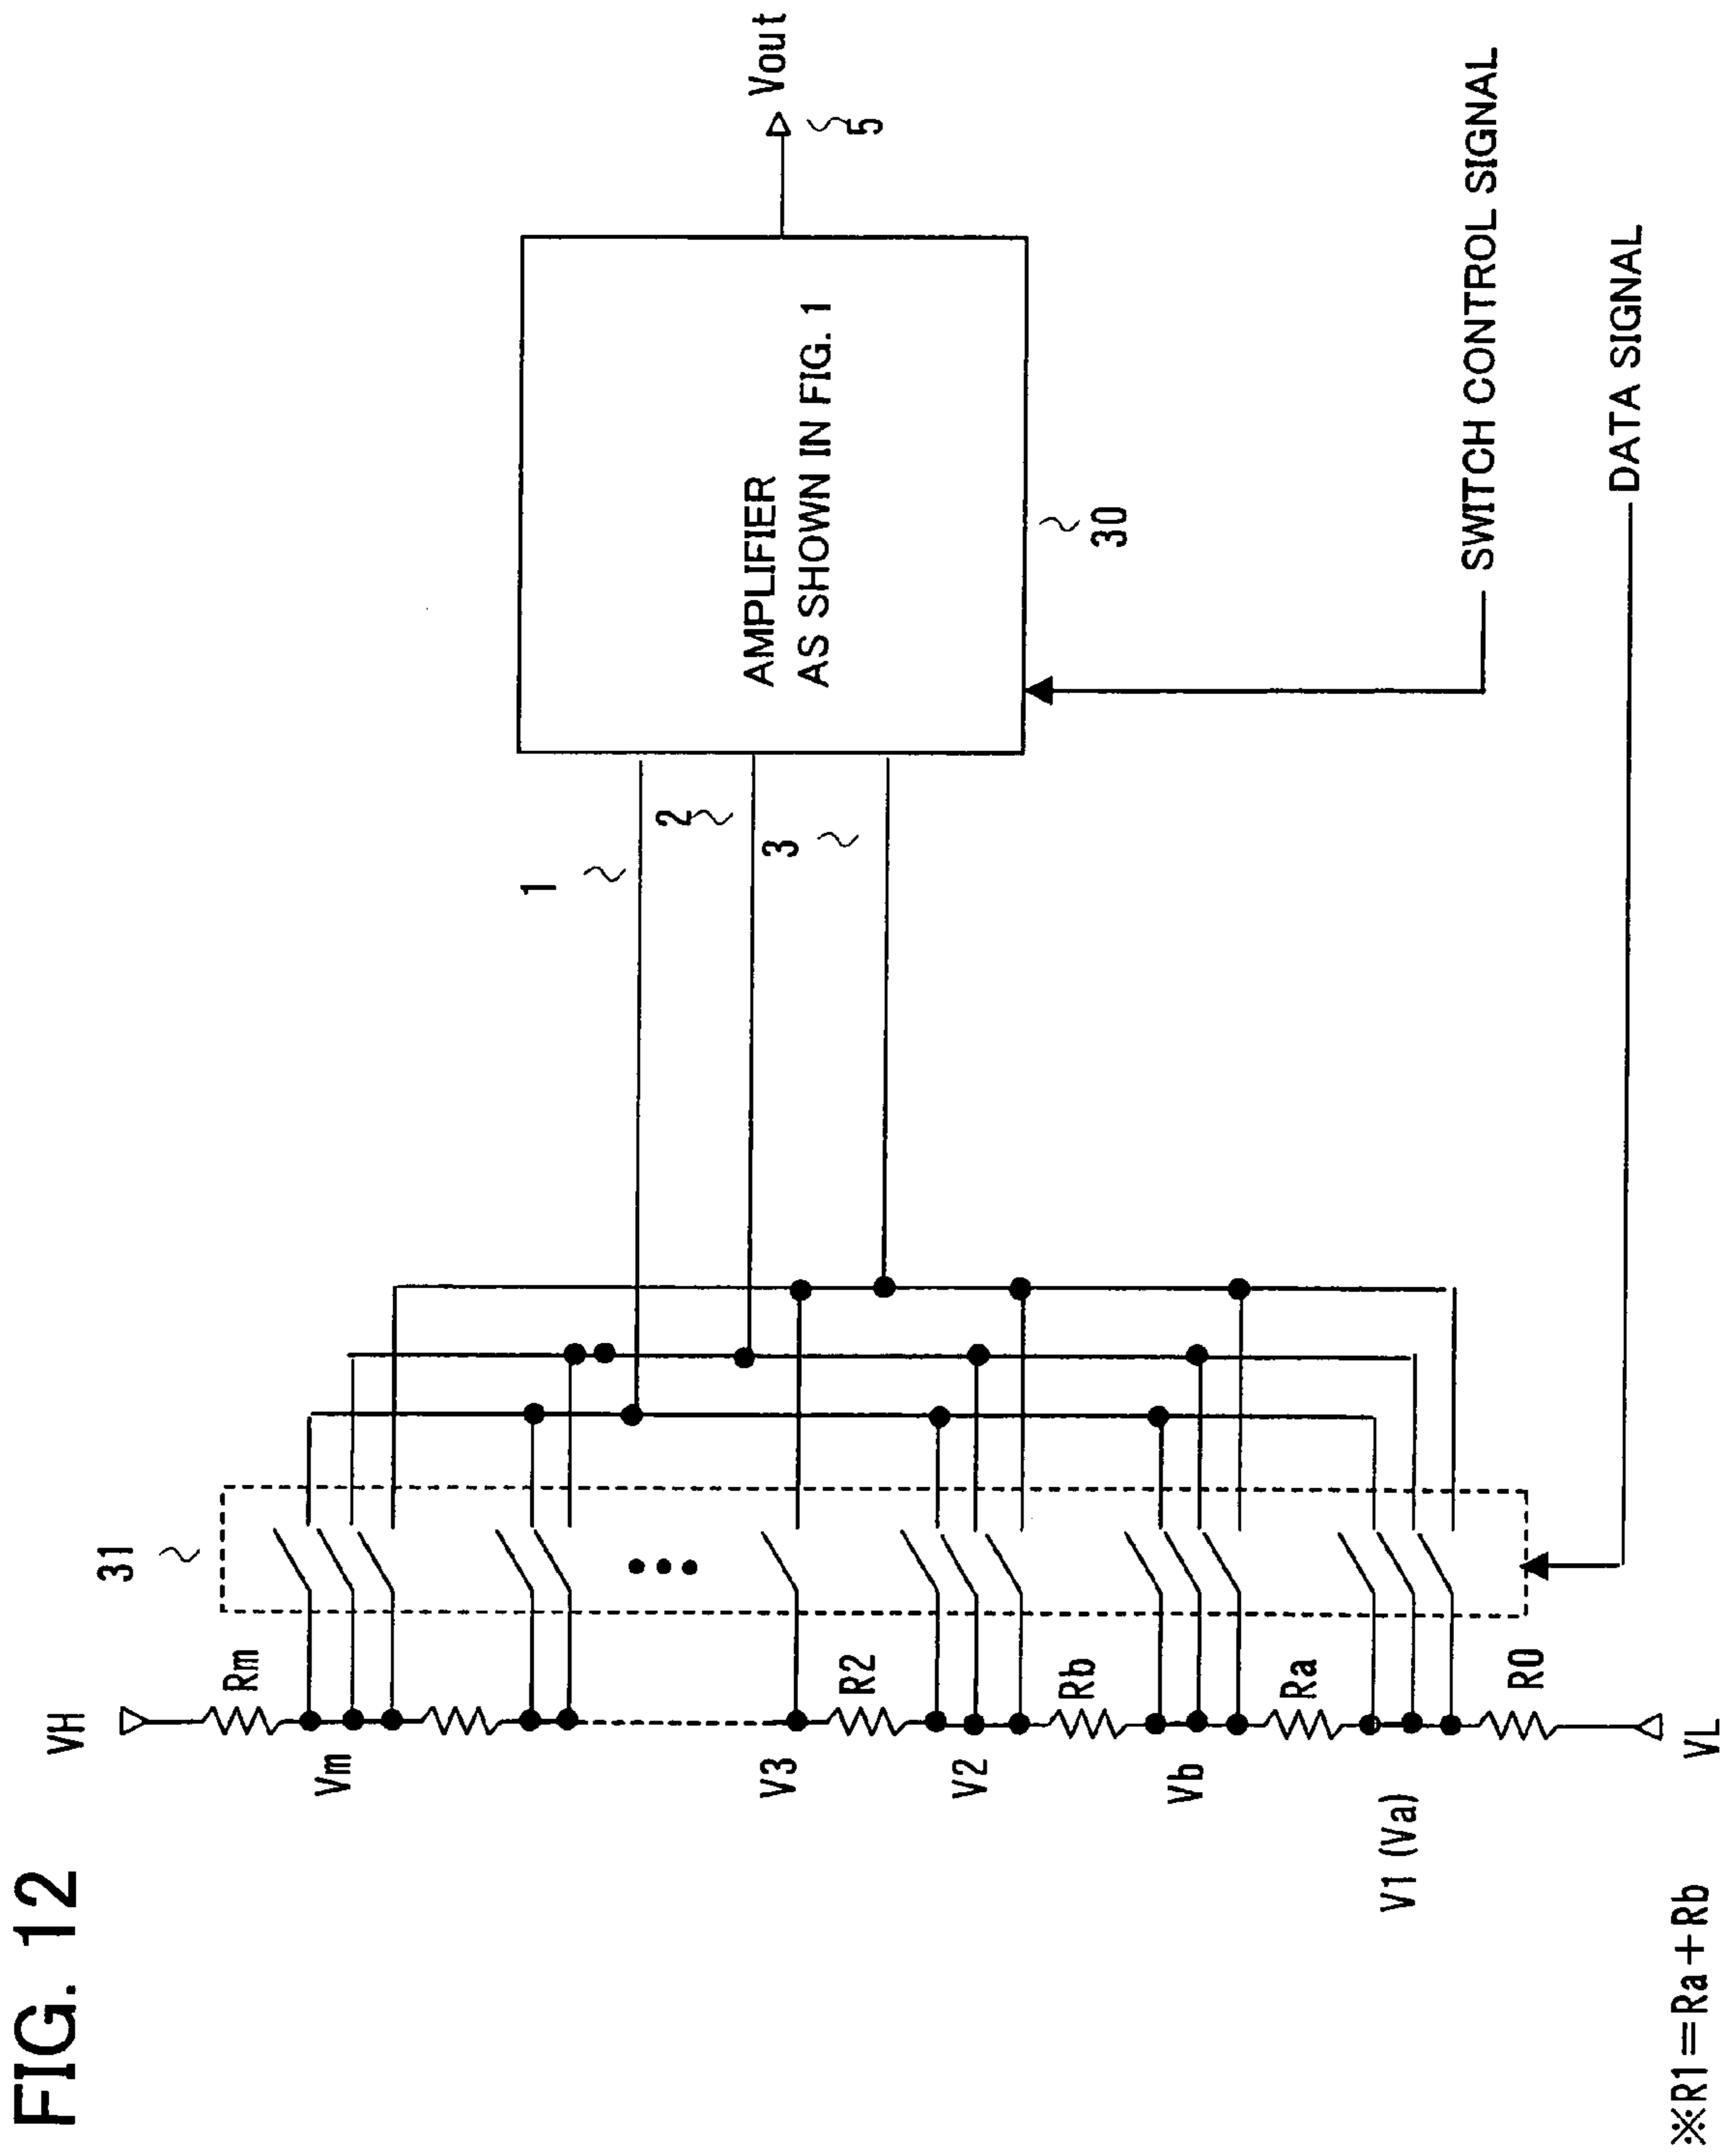 FIG. 12
VH
31
Rm
Vm
1
2
3
AMPLIFIER
AS SHOWN IN FIG. 1
Vout
5
30
V3
R2
V2
Rb
Vb
Ra
V1 (Va)
R0
VL
SWITCH CONTROL SIGNAL
DATA SIGNAL
※R1=Ra+Rb